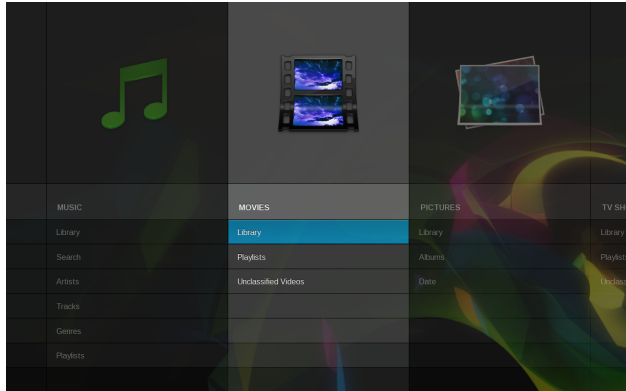 MUSIC
Library
Search
Artists
Tracks
Genres
Playlists
MOVIES
Library
Playlists
Unclassified Videos
PICTURES
Library
Albums
Date
TV SH
Library
Playlist
Unclass